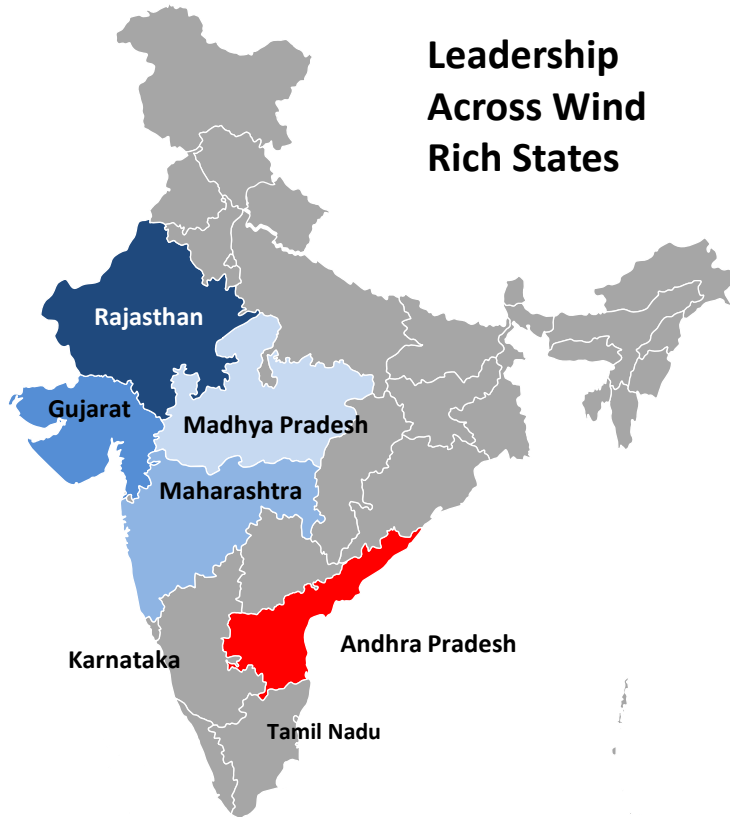 Leadership
Across Wind
Rich States
Rajasthan
Gujarat
Madhya Pradesh
Maharashtra
Andhra Pradesh
Karnataka
Tamil Nadu